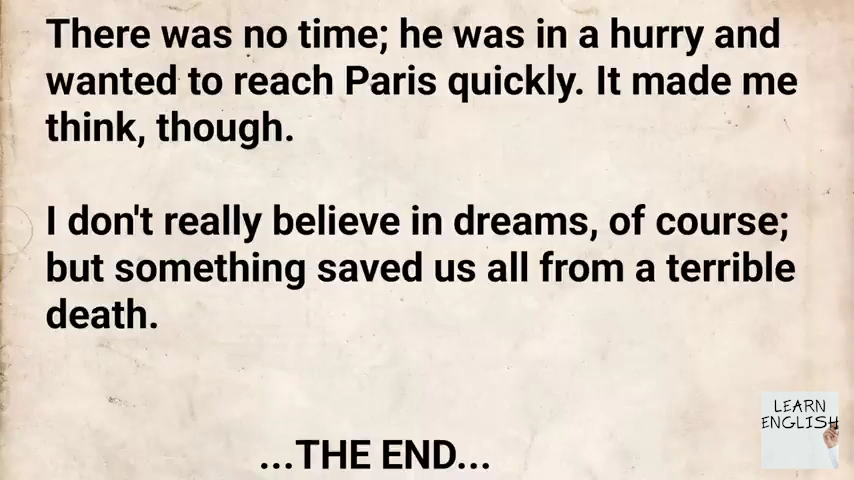 There was no time; he was in a hurry and
wanted to reach Paris quickly. It made me
think, though.
I don't really believe in dreams, of course;
but something saved us all from a terrible
death.
...THE END...
LEARN
ENGLISH